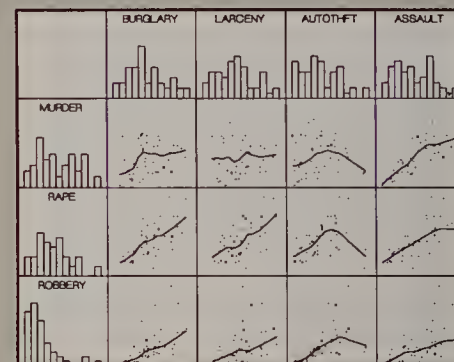 BURGLARY LARCENY AUTOTHFT ASSAULT
MURDER
RAPE
ROBBERY